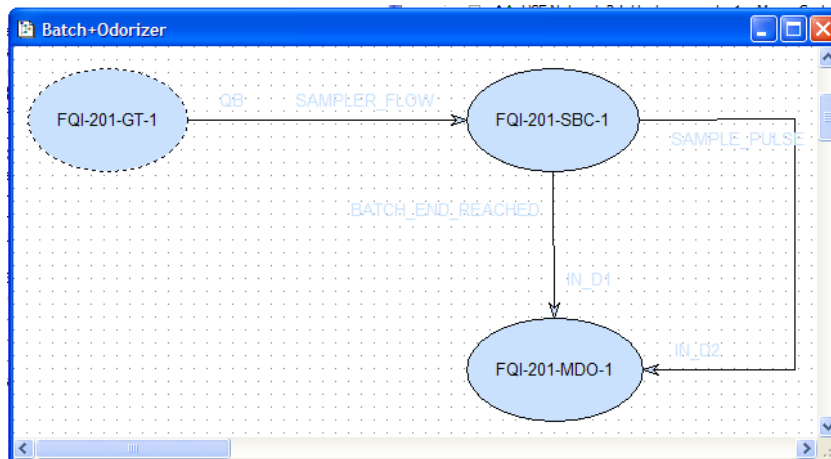 Batch+Odorizer
FQI-201-GT-1
QB
SAMPLER_FLOW
FQI-201-SBC-1
SAMPLE_PULSE
BATCH_END_REACHED
IN_D1
IN_D2
FQI-201-MDO-1